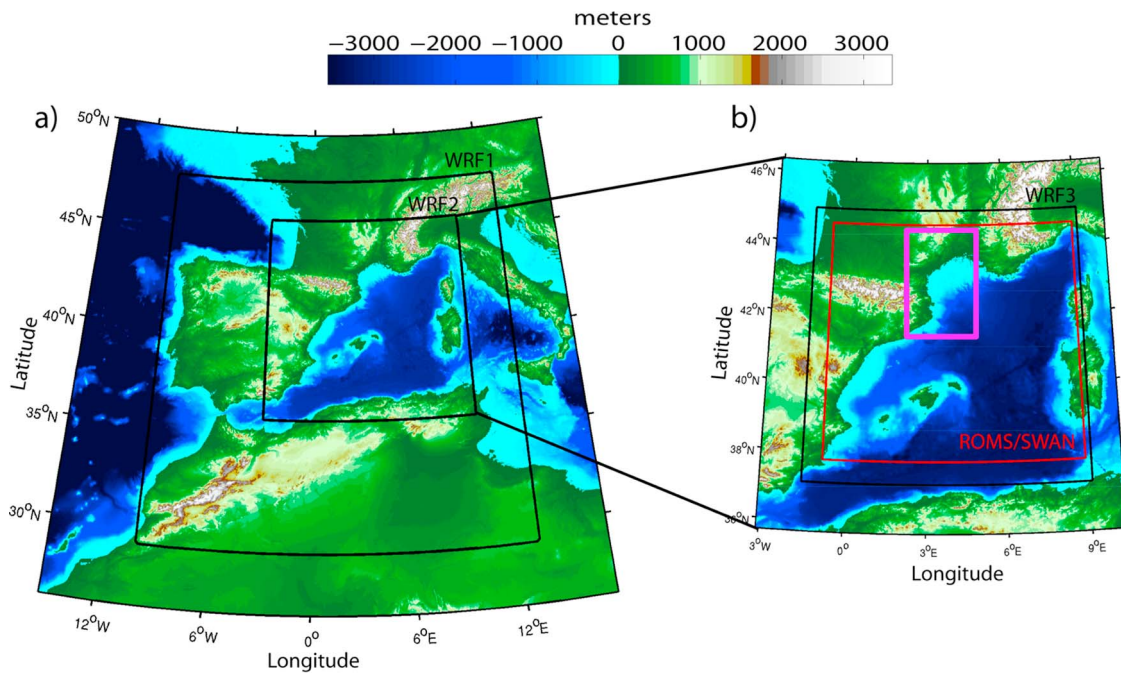 meters
−3000 −2000 −1000 0 1000 2000 3000
a)
b)
50°N
45°N
40°N
35°N
30°N
Latitude
12°W 6°W 0° 6°E 12°E
Longitude
WRF1
WRF2
46°N
44°N
42°N
40°N
38°N
36°N
Latitude
3°W 0° 3°E 6°E 9°E
Longitude
WRF3
ROMS/SWAN